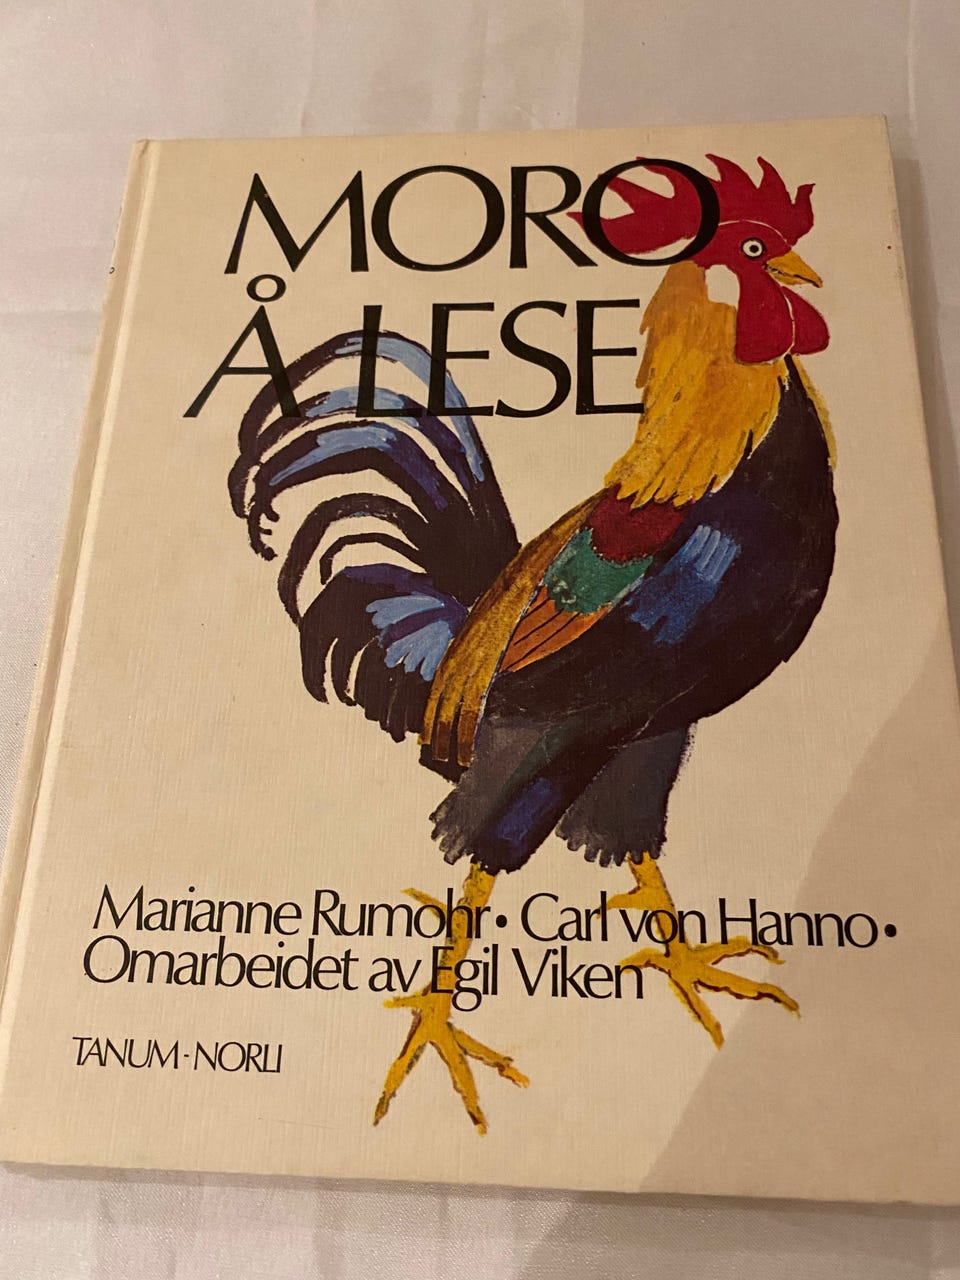 MORO
Å LESE
Marianne Rumohr • Carl von Hanno •
Omarbeidet av Egil Viken
TANUM-NORLI